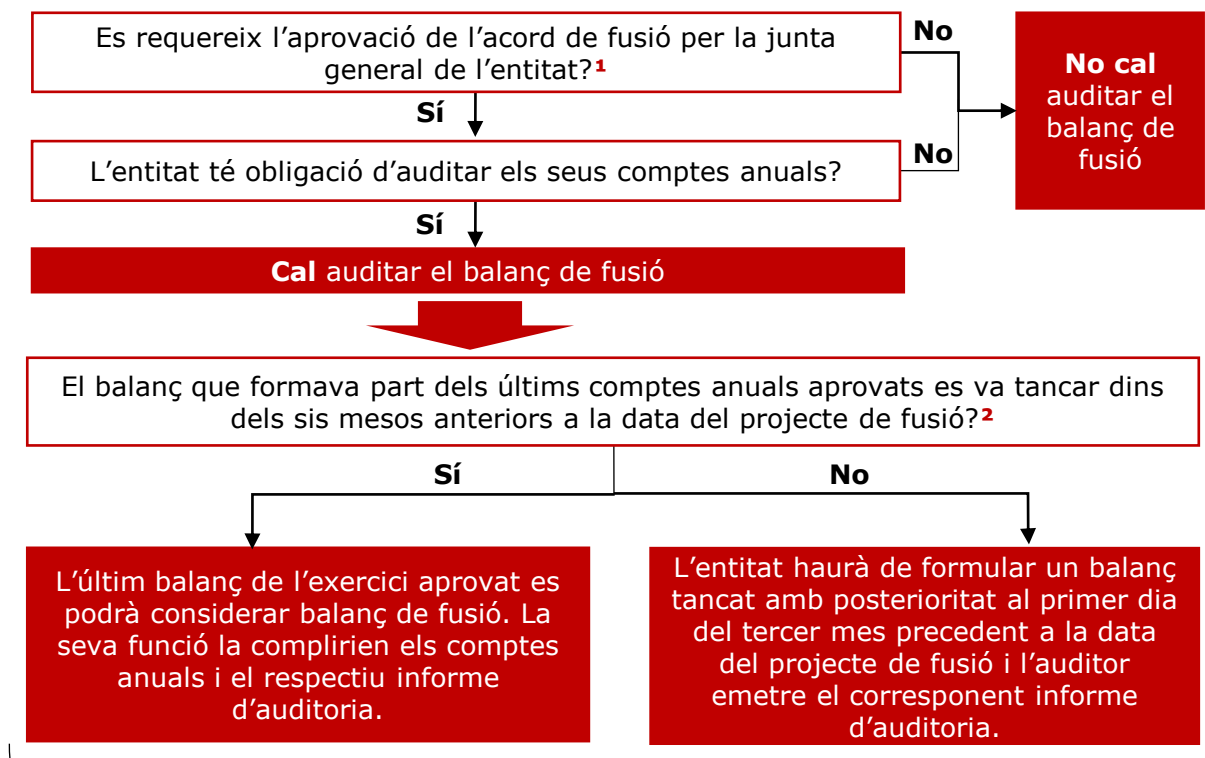 Es requereix l’aprovació de l’acord de fusió per la junta
general de l’entitat?¹
No
No cal
auditar el
balanç de
fusió
Sí
L’entitat té obligació d’auditar els seus comptes anuals?
No
Sí
Cal auditar el balanç de fusió
El balanç que formava part dels últims comptes anuals aprovats es va tancar dins
dels sis mesos anteriors a la data del projecte de fusió?²
Sí
No
L’últim balanç de l’exercici aprovat es
podrà considerar balanç de fusió. La
seva funció la complirien els comptes
anuals i el respectiu informe
d’auditoria.
L’entitat haurà de formular un balanç
tancat amb posterioritat al primer dia
del tercer mes precedent a la data
del projecte de fusió i l’auditor
emetre el corresponent informe
d’auditoria.